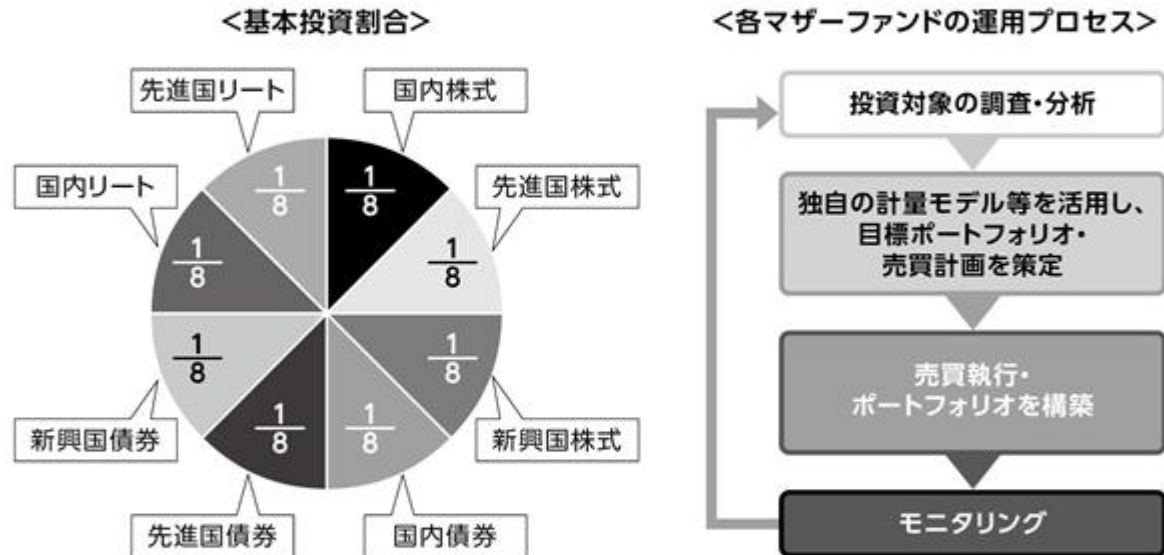 <基本投資割合>
先進国リート
国内株式
国内リート
先進国株式
1/8
1/8
1/8
1/8
1/8
1/8
1/8
1/8
新興国債券
新興国株式
先進国債券
国内債券
<各マザーファンドの運用プロセス>
投資対象の調査・分析
独自の計量モデル等を活用し、
目標ポートフォリオ・
売買計画を策定
売買執行・
ポートフォリオを構築
モニタリング